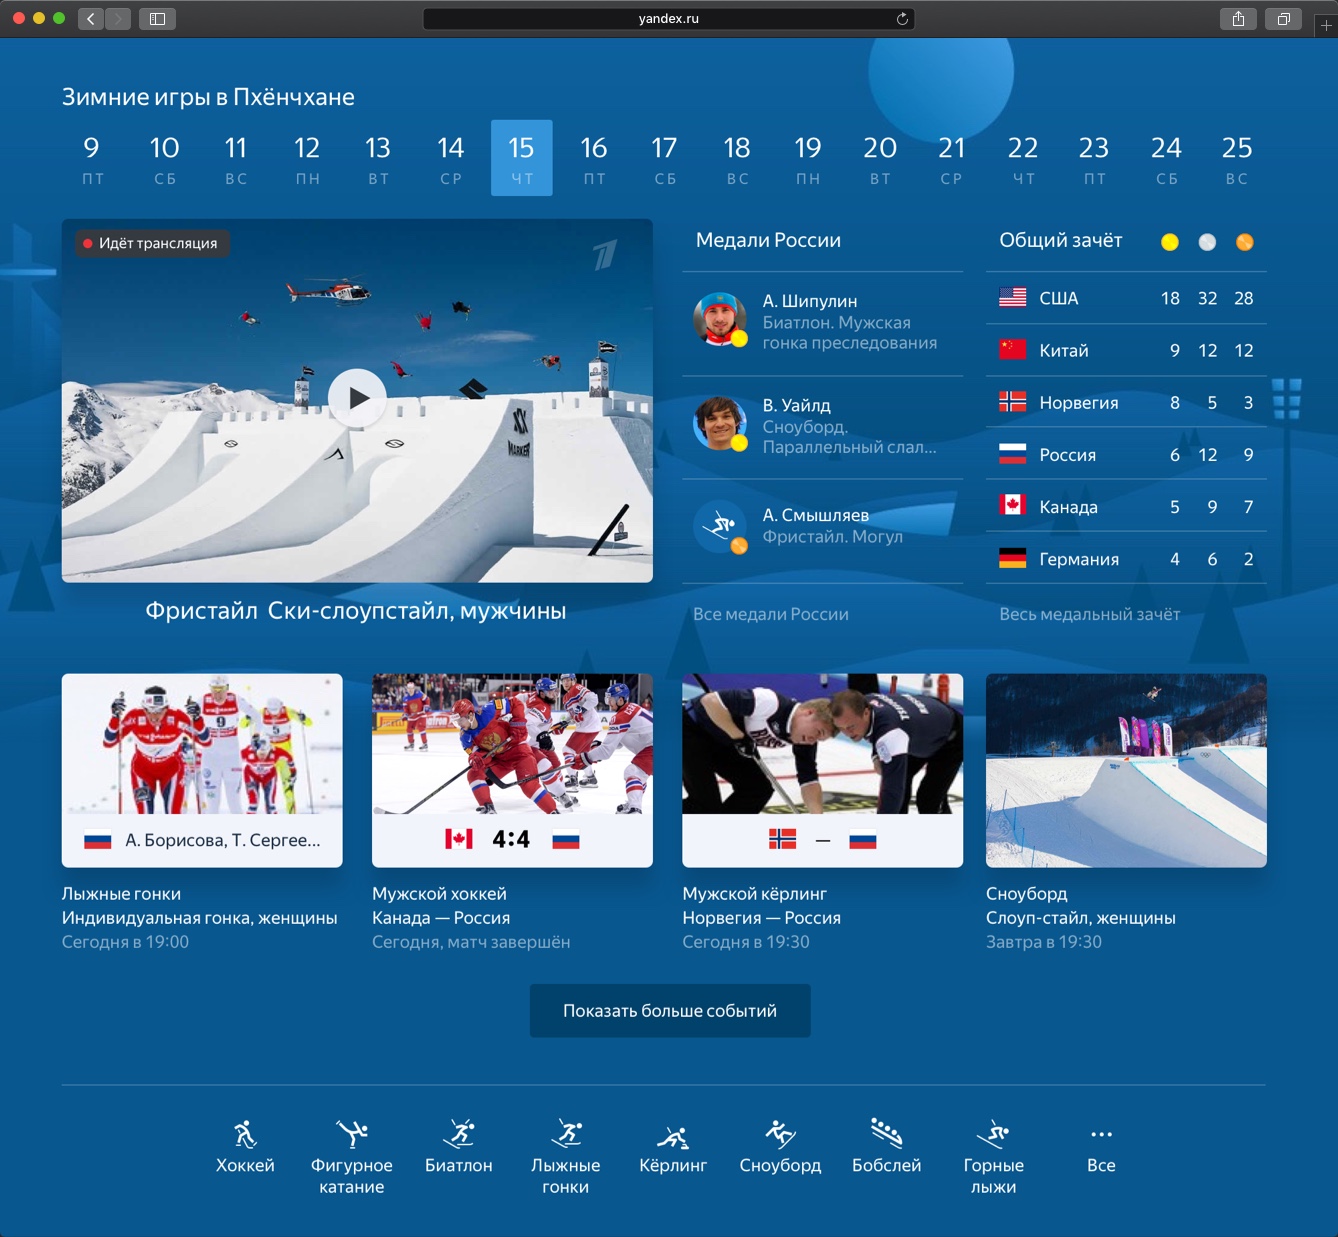 yandex.ru
Зимние игры в Пхёнчхане
9 10 11 12 13 14 15 16 17 18 19 20 21 22 23 24 25
ПТ СБ ВС ПН ВТ СР ЧТ ПТ СБ ВС ПН ВТ СР ЧТ ПТ СБ ВС
Идёт трансляция
MARKER
Фристайл Ски-слоупстайл, мужчины
Медали России
А. Шипулин
Биатлон. Мужская
гонка преследования
В. Уайлд
Сноуборд.
Параллельный слал...
А. Смышляев
Фристайл. Могул
Все медали России
Общий зачёт
США 18 32 28
Китай 9 12 12
Норвегия 8 5 3
Россия 6 12 9
Канада 5 9 7
Германия 4 6 2
Весь медальный зачёт
9
А. Борисова, Т. Сергее...
Лыжные гонки
Индивидуальная гонка, женщины
Сегодня в 19:00
4:4
Мужской хоккей
Канада — Россия
Сегодня, матч завершён
—
Мужской кёрлинг
Норвегия — Россия
Сегодня в 19:30
Сноуборд
Слоуп-стайл, женщины
Завтра в 19:30
Показать больше событий
Хоккей
Фигурное
катание
Биатлон
Лыжные
гонки
Кёрлинг
Сноуборд
Бобслей
Горные
лыжи
Все